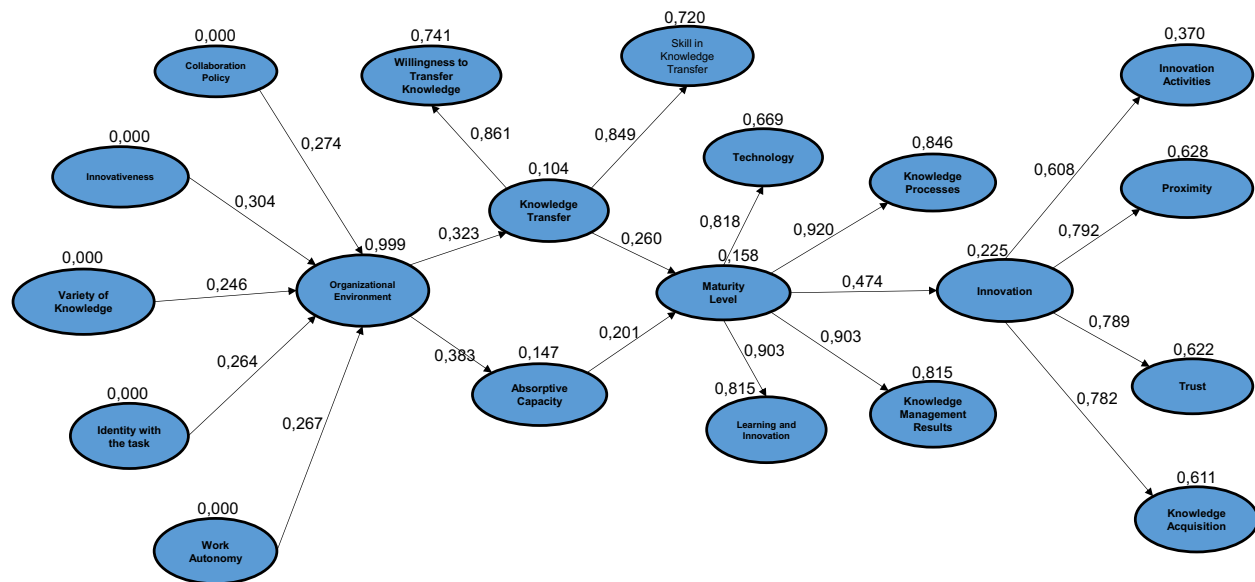 0,000
Collaboration
Policy
0,274
0,000
Innovativeness
0,304
0,000
Variety of
Knowledge
0,246
0,000
Identity with
the task
0,264
0,000
Work
Autonomy
0,267
0,999
Organizational
Environment
0,323
0,383
0,741
Willingness to
Transfer
Knowledge
0,861
0,720
Skill in
Knowledge
Transfer
0,849
0,104
Knowledge
Transfer
0,260
0,147
Absorptive
Capacity
0,201
0,669
Technology
0,818
0,846
Knowledge
Processes
0,920
0,158
Maturity
Level
0,474
0,903
0,815
Learning and
Innovation
0,903
0,815
Knowledge
Management
Results
0,225
Innovation
0,370
Innovation
Activities
0,608
0,628
Proximity
0,792
0,789
0,622
Trust
0,782
0,611
Knowledge
Acquisition